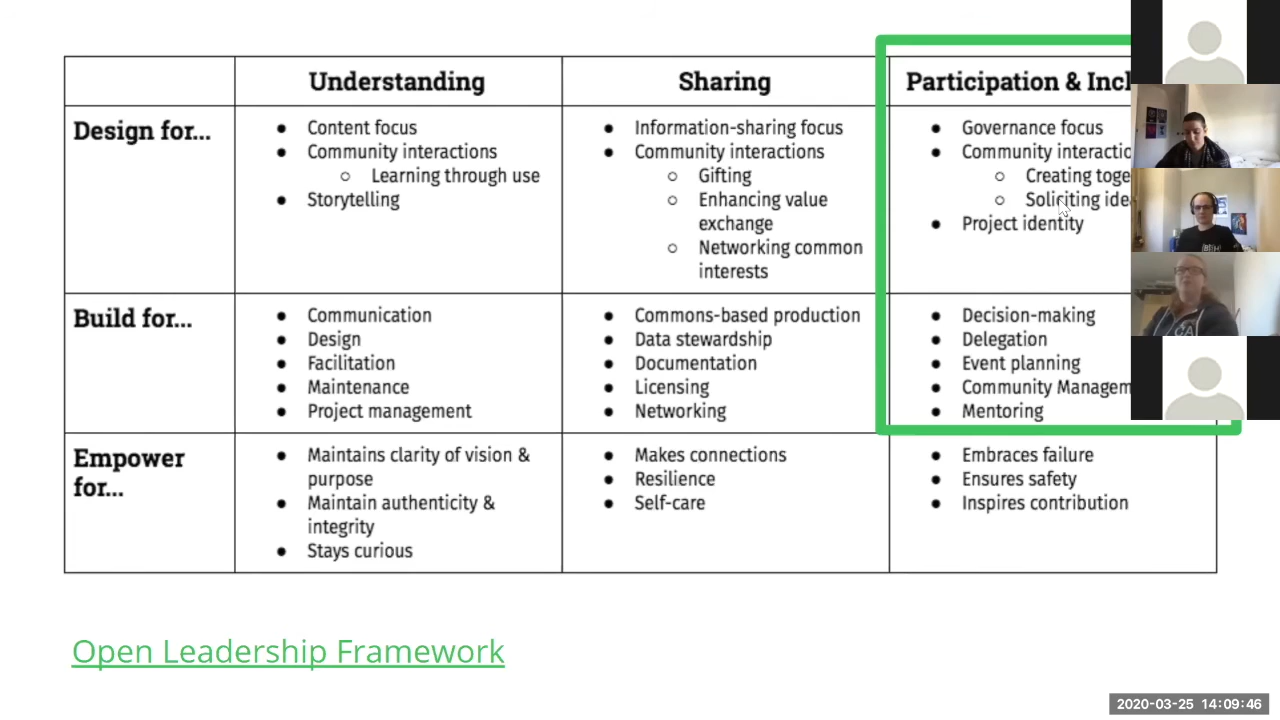 Understanding
Sharing
Participation & Incl
Design for...
Content focus
Community interactions
Learning through use
Storytelling
Information-sharing focus
Community interactions
Gifting
Enhancing value
exchange
Networking common
interests
Governance focus
Community interactio
Creating toge
Soliciting ide
Project identity
Build for...
Communication
Design
Facilitation
Maintenance
Project management
Commons-based production
Data stewardship
Documentation
Licensing
Networking
Decision-making
Delegation
Event planning
Community Managem
Mentoring
Empower
for...
Maintains clarity of vision &
purpose
Maintain authenticity &
integrity
Stays curious
Makes connections
Resilience
Self-care
Embraces failure
Ensures safety
Inspires contribution
Open Leadership Framework
2020-03-25 14:09:46